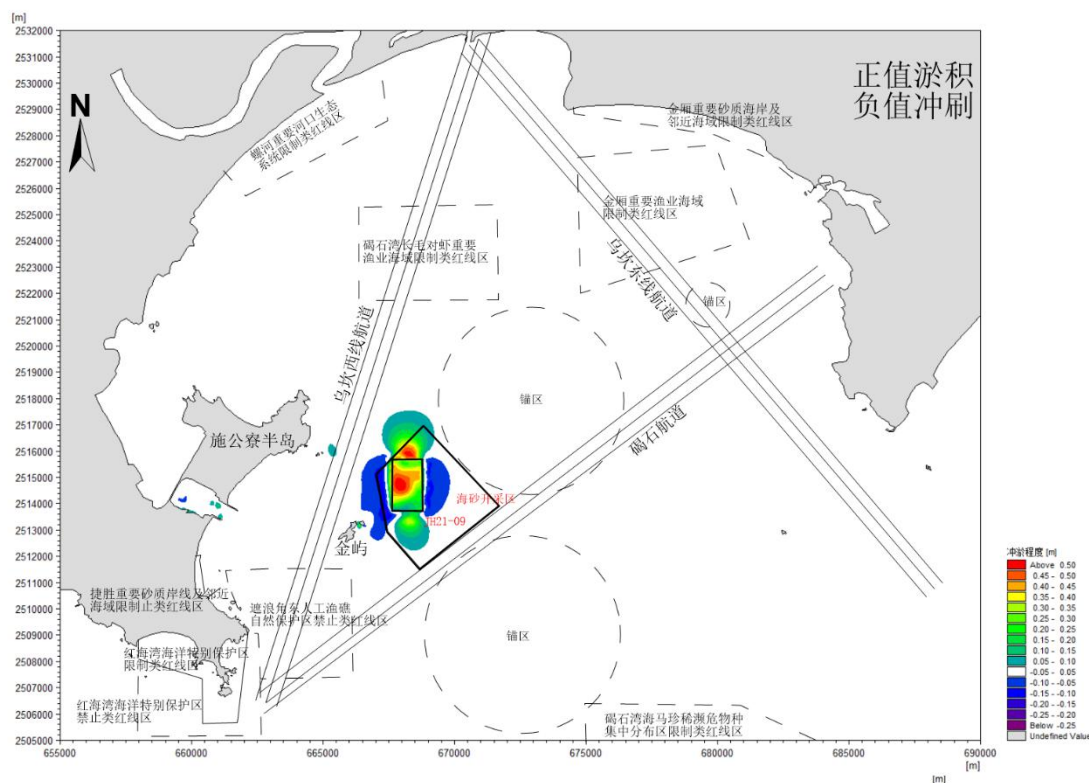 [m]
2532000
2531000
2530000
2529000
2528000
2527000
2526000
2525000
2524000
2523000
2522000
2521000
2520000
2519000
2518000
2517000
2516000
2515000
2514000
2513000
2512000
2511000
2510000
2509000
2508000
2507000
2506000
2505000
655000
660000
665000
670000
675000
680000
685000
690000
[m]
[m]
N
正值淤积
负值冲刷
螺河重要河口生态
系统限制类红线区
金厢重要砂质海岸及
邻近海域限制类红线区
金厢重要渔业海域
限制类红线区
碣石湾长毛对虾重要
渔业海域限制类红线区
乌坎西线航道
乌坎东线航道
锚区
锚区
碣石航道
施公寮半岛
海砂开采区
JH21-09
金屿
捷胜重要砂质岸线及邻近
海域限制止类红线区
遮浪角东人工渔礁
自然保护区禁止类红线区
锚区
红海湾海洋特别保护区
限制类红线区
红海湾海洋特别保护区
禁止类红线区
碣石湾海马珍稀濒危物种
集中分布区限制类红线区
冲淤程度 [m]
Above 0.50
0.45 - 0.50
0.40 - 0.45
0.35 - 0.40
0.30 - 0.35
0.25 - 0.30
0.20 - 0.25
0.15 - 0.20
0.10 - 0.15
0.05 - 0.10
-0.05 - 0.05
-0.10 - -0.05
-0.15 - -0.10
-0.20 - -0.15
-0.25 - -0.20
Below -0.25
Undefined Value